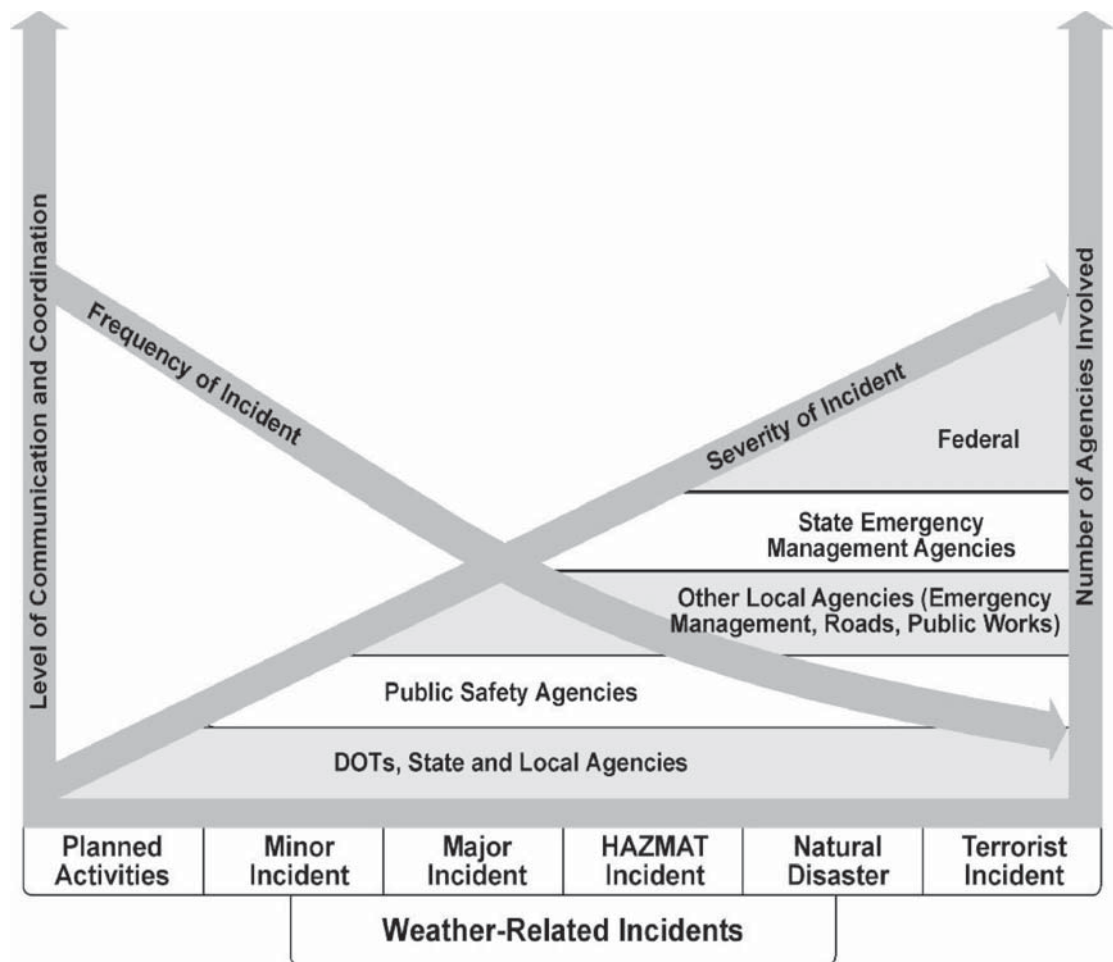 Level of Communication and Coordination
Frequency of Incident
Severity of Incident
Number of Agencies Involved
Federal
State Emergency
Management Agencies
Other Local Agencies (Emergency
Management, Roads, Public Works)
Public Safety Agencies
DOTs, State and Local Agencies
Planned
Activities
Minor
Incident
Major
Incident
HAZMAT
Incident
Natural
Disaster
Terrorist
Incident
Weather-Related Incidents